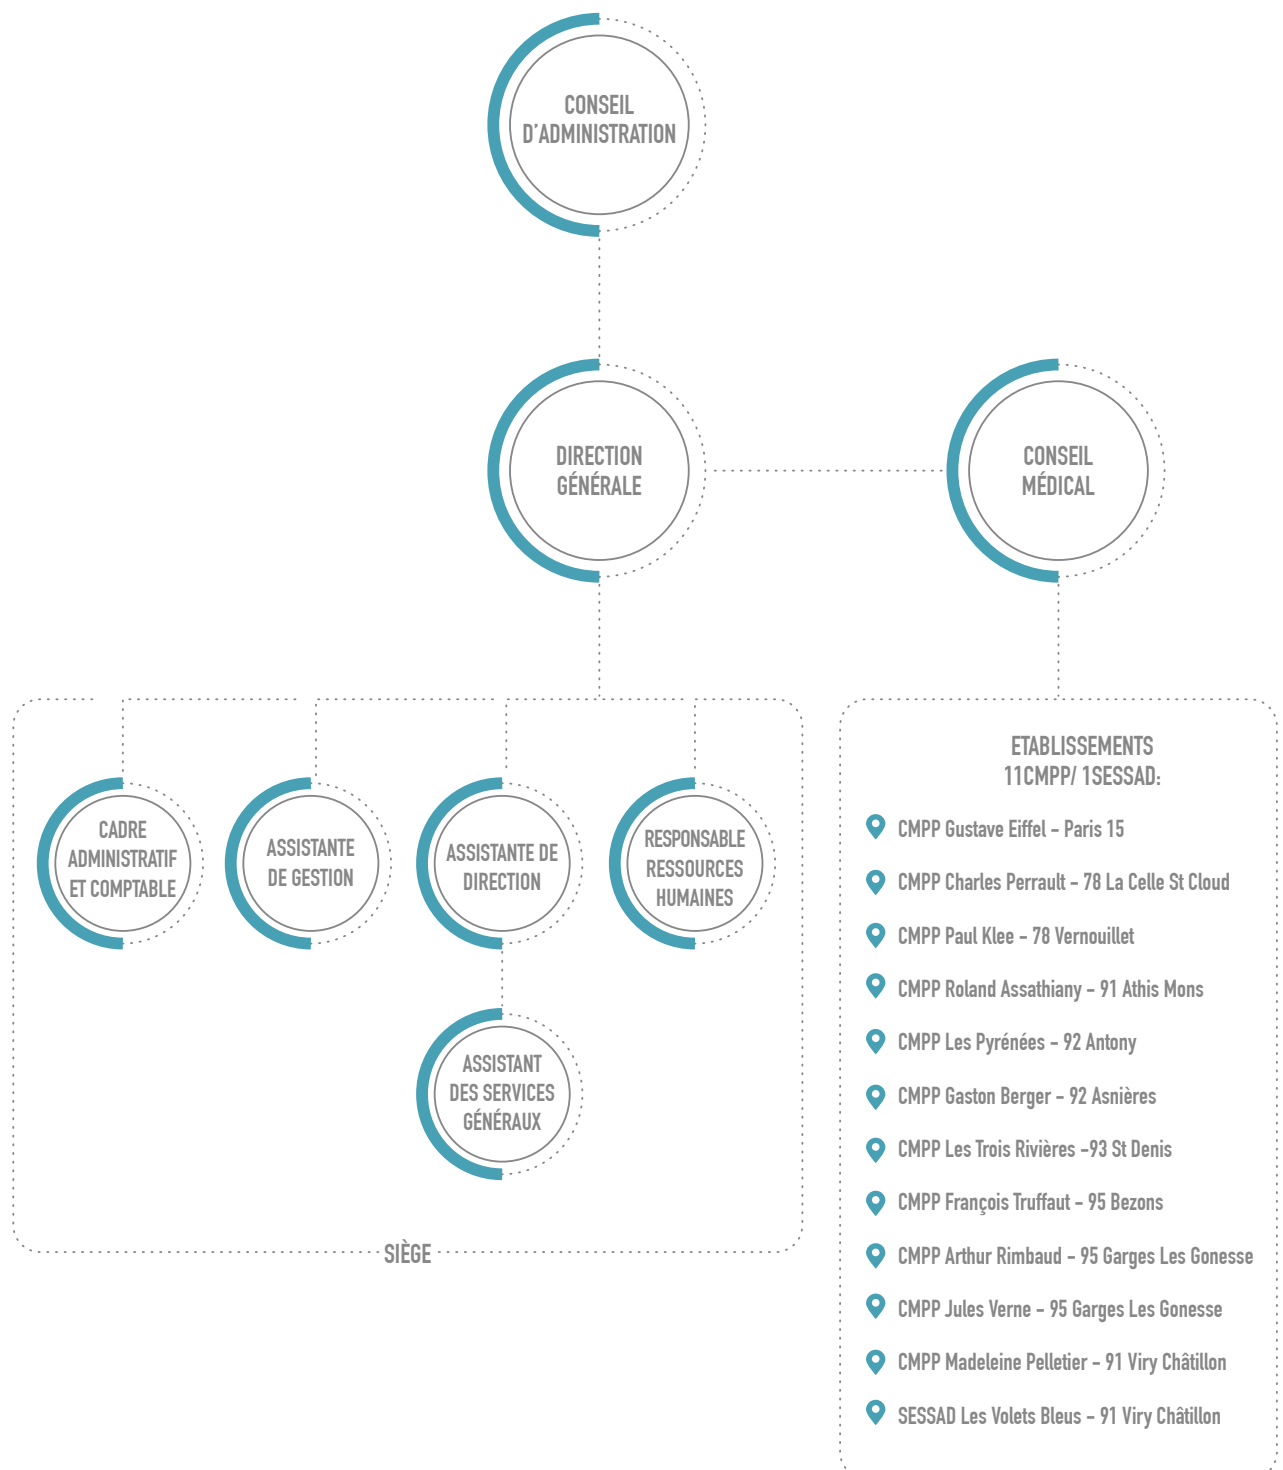 CONSEIL
D'ADMINISTRATION
DIRECTION
GÉNÉRALE
CONSEIL
MÉDICAL
CADRE
ADMINISTRATIF
ET COMPTABLE
ASSISTANTE
DE GESTION
ASSISTANTE DE
DIRECTION
RESPONSABLE
RESSOURCES
HUMAINES
ASSISTANT
DES SERVICES
GÉNÉRAUX
SIÈGE
ETABLISSEMENTS
11CMPP/ 1SESSAD:
CMPP Gustave Eiffel - Paris 15
CMPP Charles Perrault - 78 La Celle St Cloud
CMPP Paul Klee - 78 Vernouillet
CMPP Roland Assathiany - 91 Athis Mons
CMPP Les Pyrénées - 92 Antony
CMPP Gaston Berger - 92 Asnières
CMPP Les Trois Rivières -93 St Denis
CMPP François Truffaut - 95 Bezons
CMPP Arthur Rimbaud - 95 Garges Les Gonesse
CMPP Jules Verne - 95 Garges Les Gonesse
CMPP Madeleine Pelletier - 91 Viry Châtillon
SESSAD Les Volets Bleus - 91 Viry Châtillon